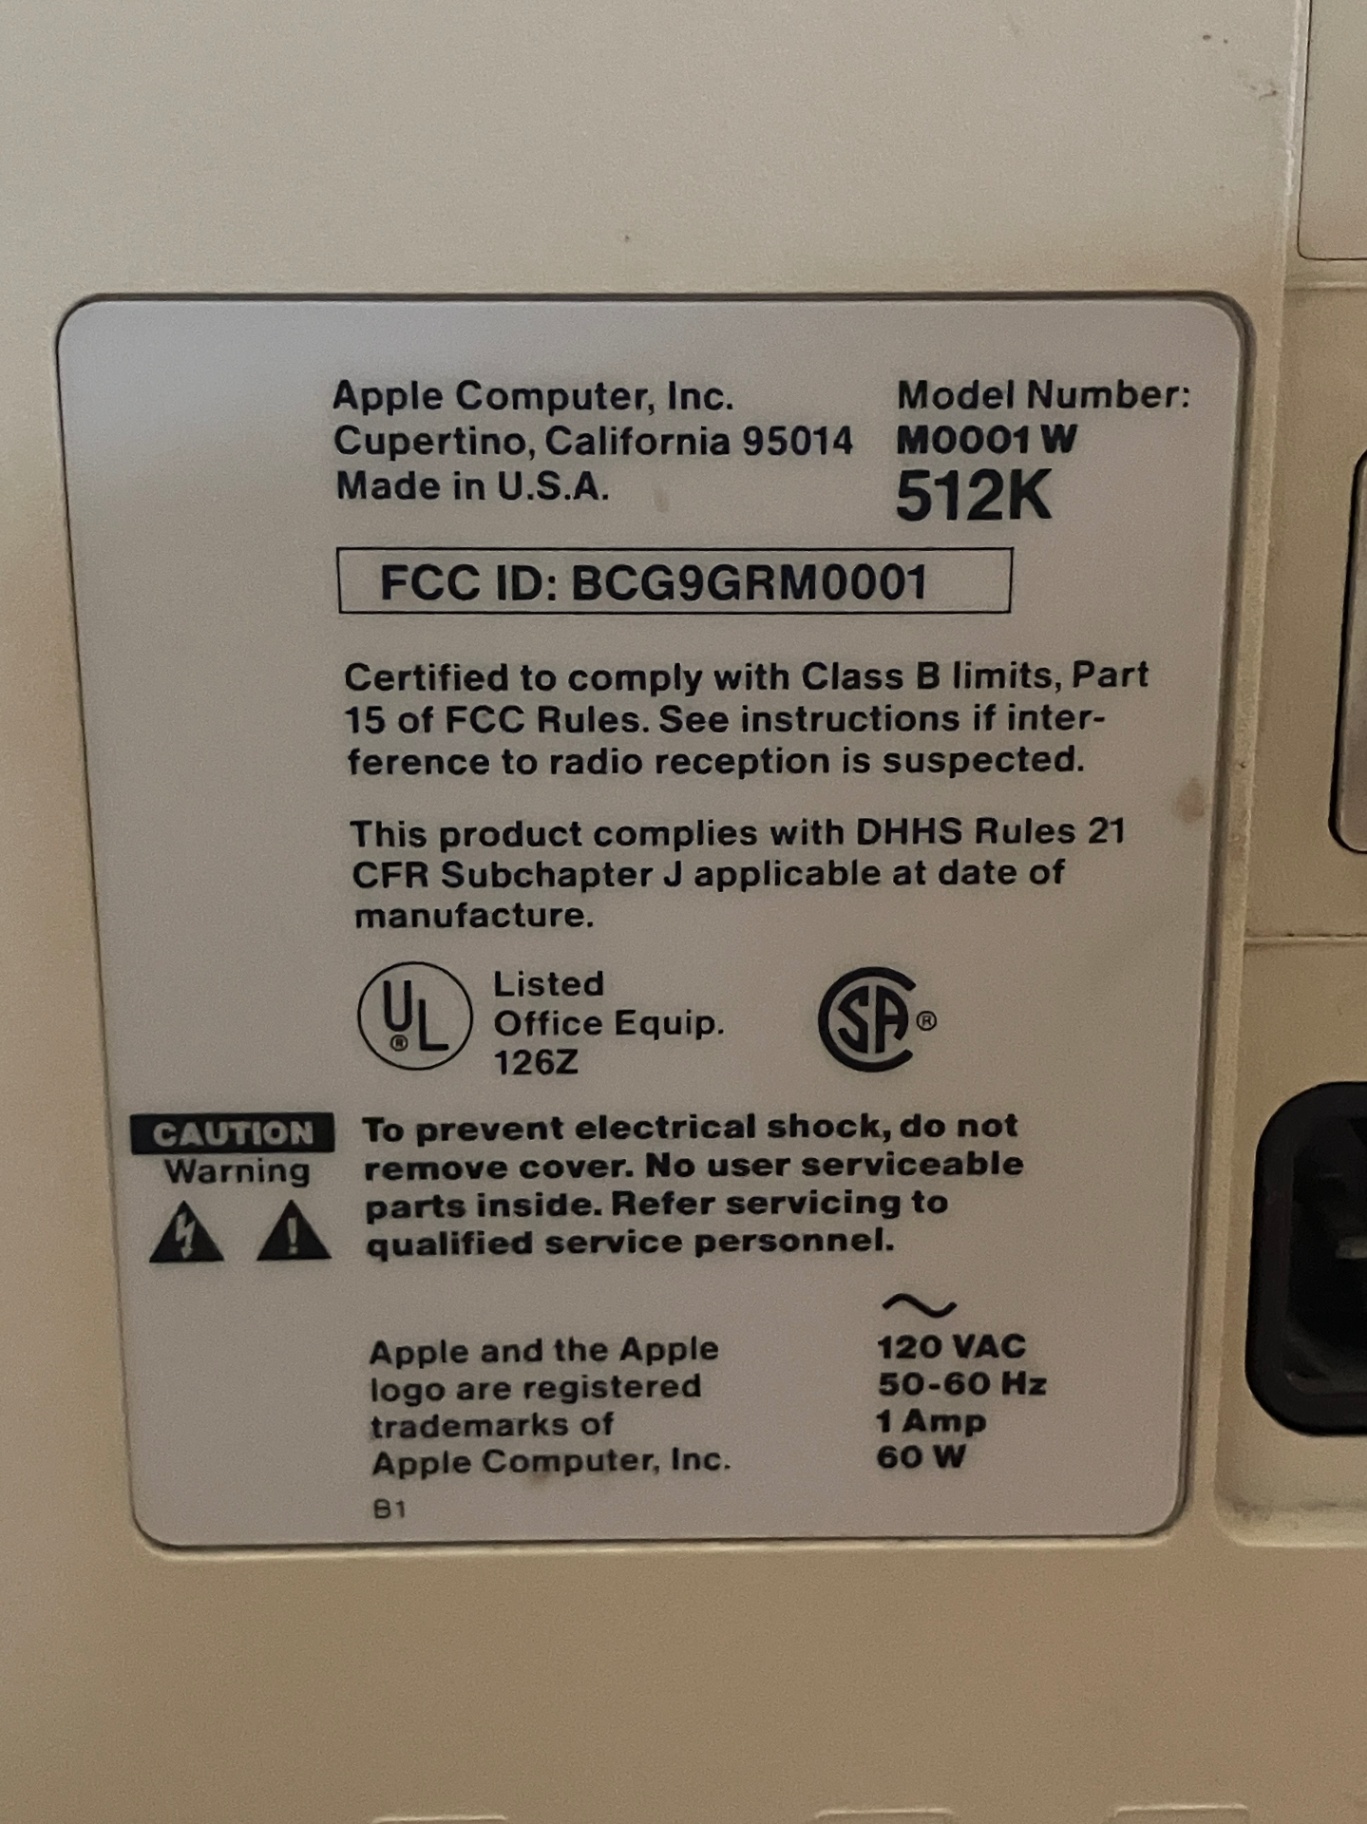 Apple Computer, Inc.
Cupertino, California 95014
Made in U.S.A.
Model Number:
M0001 W
512K
FCC ID: BCG9GRM0001
Certified to comply with Class B limits, Part
15 of FCC Rules. See instructions if inter-
ference to radio reception is suspected.
This product complies with DHHS Rules 21
CFR Subchapter J applicable at date of
manufacture.
UL®
Listed
Office Equip.
126Z
SA®
CAUTION
Warning
To prevent electrical shock, do not
remove cover. No user serviceable
parts inside. Refer servicing to
qualified service personnel.
Apple and the Apple
logo are registered
trademarks of
Apple Computer, Inc.
~
120 VAC
50-60 Hz
1 Amp
60 W
B1